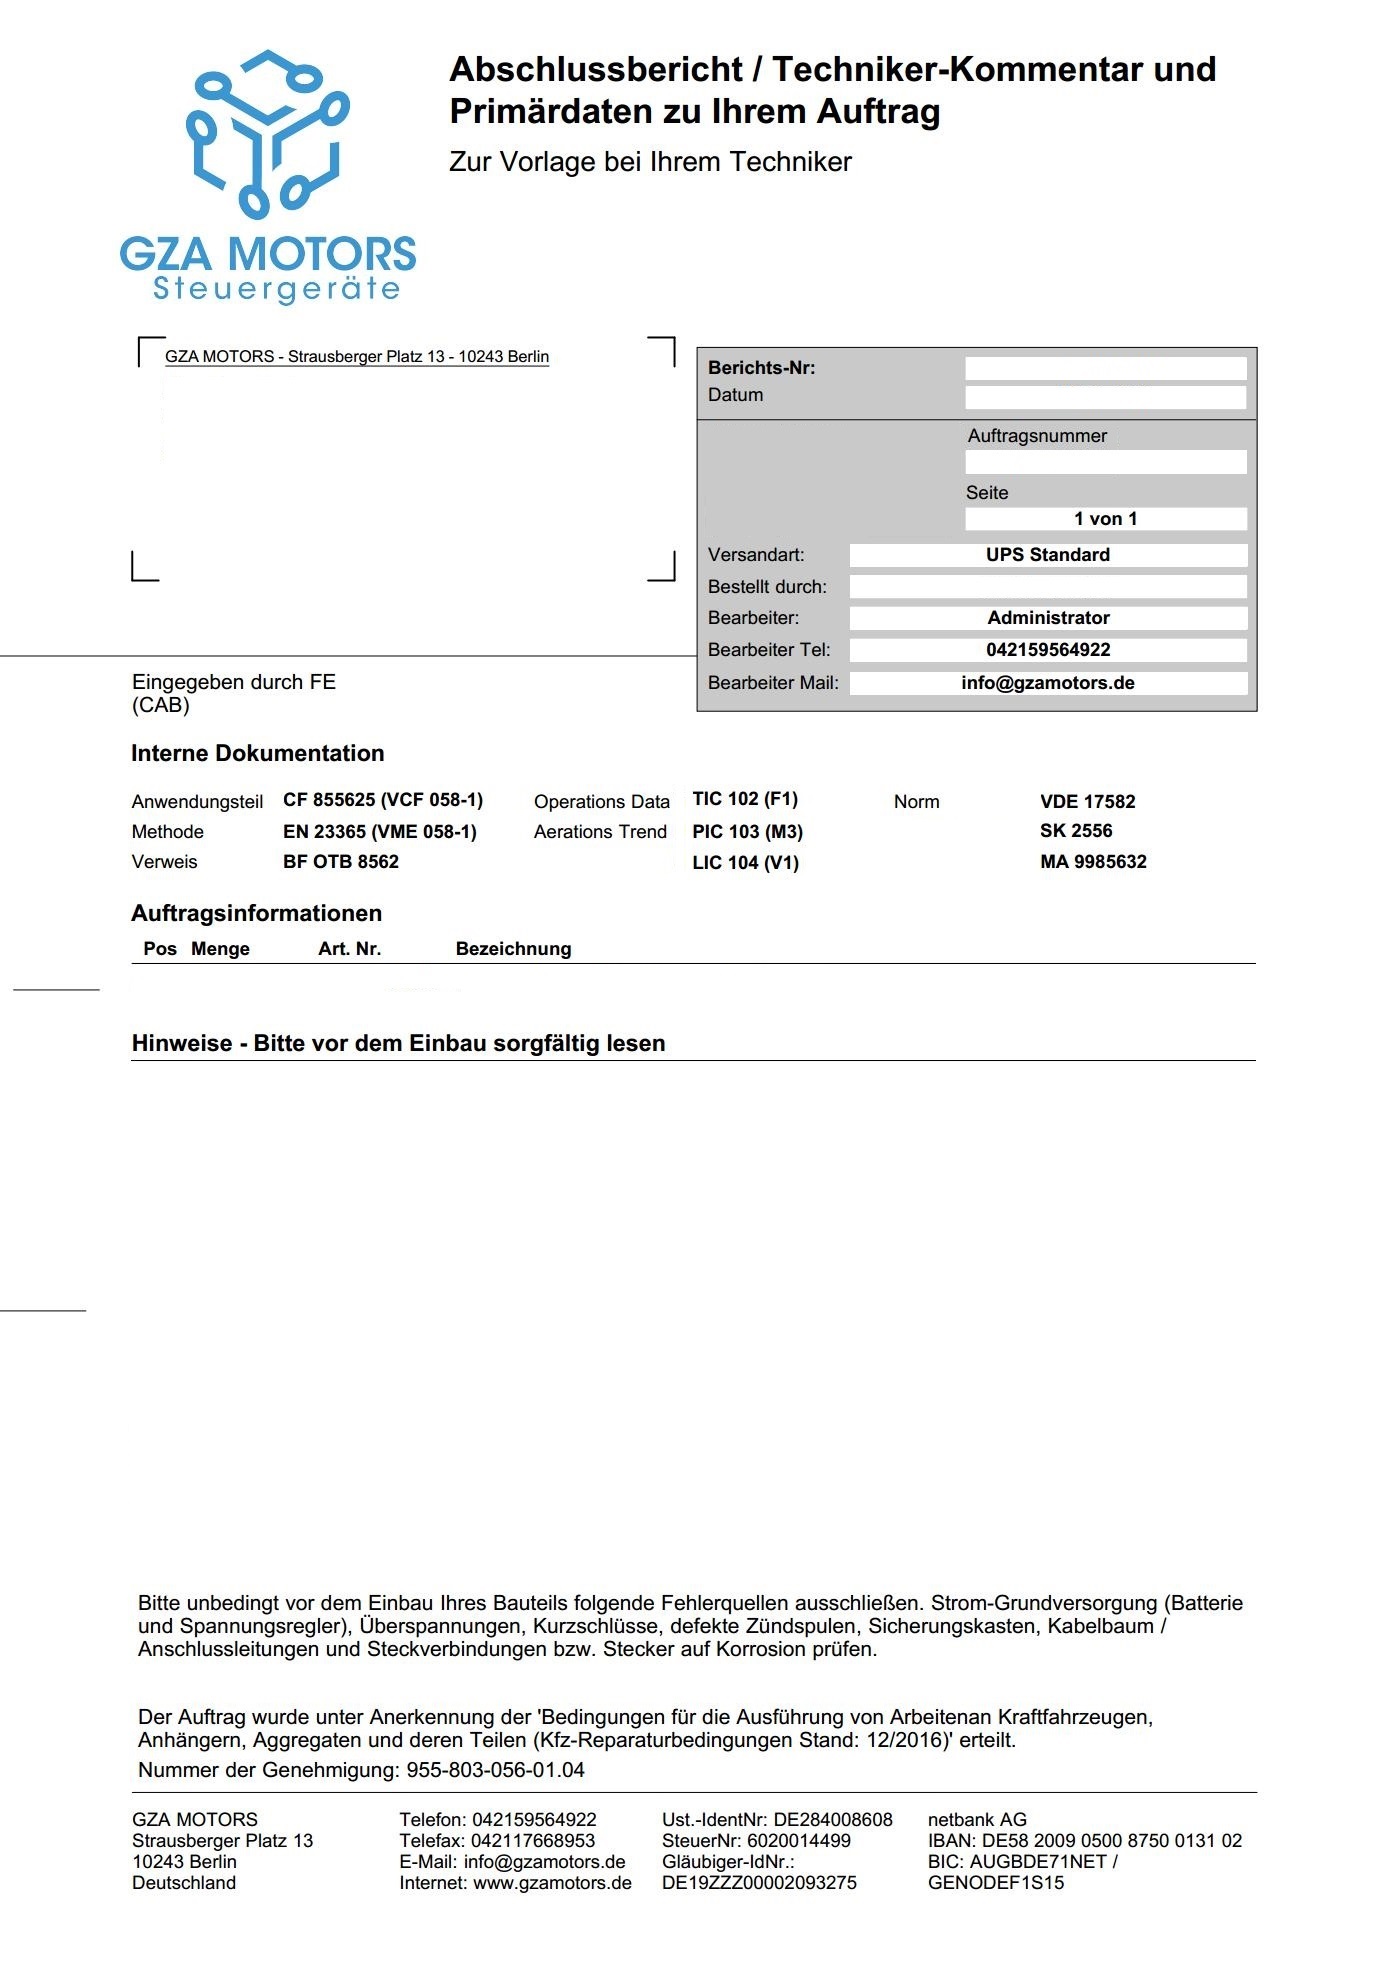 GZA MOTORS
Steuergeräte
Abschlussbericht / Techniker-Kommentar und
Primärdaten zu Ihrem Auftrag
Zur Vorlage bei Ihrem Techniker
GZA MOTORS - Strausberger Platz 13 - 10243 Berlin
Berichts-Nr:
Datum
Auftragsnummer
Seite
1 von 1
Versandart: UPS Standard
Bestellt durch:
Bearbeiter: Administrator
Bearbeiter Tel: 042159564922
Bearbeiter Mail: info@gzamotors.de
Eingegeben durch FE
(CAB)
Interne Dokumentation
Anwendungsteil CF 855625 (VCF 058-1) Operations Data TIC 102 (F1) Norm VDE 17582
Methode EN 23365 (VME 058-1) Aerations Trend PIC 103 (M3) SK 2556
Verweis BF OTB 8562 LIC 104 (V1) MA 9985632
Auftragsinformationen
Pos Menge Art. Nr. Bezeichnung
Hinweise - Bitte vor dem Einbau sorgfältig lesen
Bitte unbedingt vor dem Einbau Ihres Bauteils folgende Fehlerquellen ausschließen. Strom-Grundversorgung (Batterie
und Spannungsregler), Überspannungen, Kurzschlüsse, defekte Zündspulen, Sicherungskasten, Kabelbaum /
Anschlussleitungen und Steckverbindungen bzw. Stecker auf Korrosion prüfen.
Der Auftrag wurde unter Anerkennung der 'Bedingungen für die Ausführung von Arbeitenan Kraftfahrzeugen,
Anhängern, Aggregaten und deren Teilen (Kfz-Reparaturbedingungen Stand: 12/2016)' erteilt.
Nummer der Genehmigung: 955-803-056-01.04
GZA MOTORS Telefon: 042159564922 Ust.-IdentNr: DE284008608 netbank AG
Strausberger Platz 13 Telefax: 042117668953 SteuerNr: 6020014499 IBAN: DE58 2009 0500 8750 0131 02
10243 Berlin E-Mail: info@gzamotors.de Gläubiger-IdNr.: BIC: AUGBDE71NET /
Deutschland Internet: www.gzamotors.de DE19ZZZ00002093275 GENODEF1S15